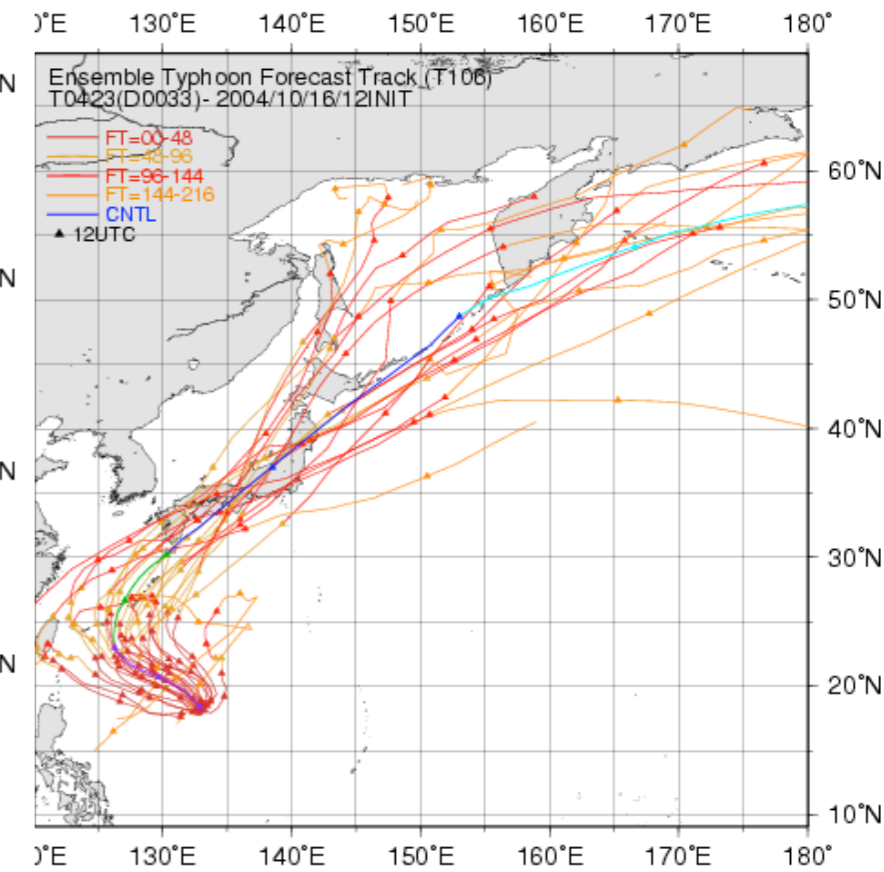 0˚E 130˚E 140˚E 150˚E 160˚E 170˚E 180˚
Ensemble Typhoon Forecast Track (T106)
T0423(D0033)- 2004/10/16/12INIT
FT=00-48
FT=48-96
FT=96-144
FT=144-216
CNTL
▲ 12UTC
N 60˚N
N 50˚N
N 40˚N
N 30˚N
N 20˚N
10˚N
0˚E 130˚E 140˚E 150˚E 160˚E 170˚E 180˚